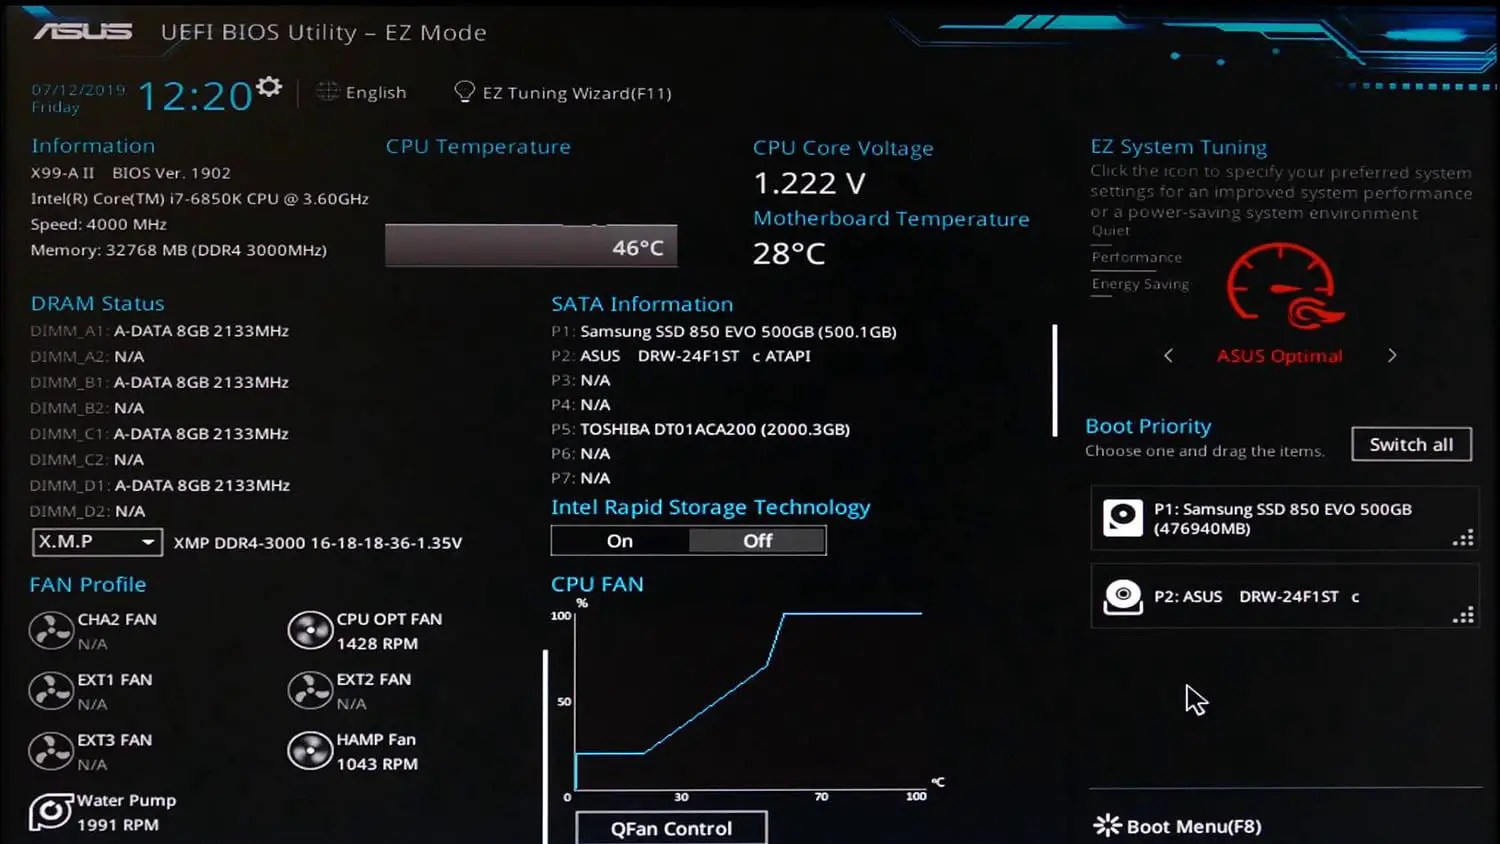 ASUS UEFI BIOS Utility – EZ Mode
07/12/2019
Friday
12:20
English
EZ Tuning Wizard(F11)
Information
X99-A II BIOS Ver. 1902
Intel(R) Core(TM) i7-6850K CPU @ 3.60GHz
Speed: 4000 MHz
Memory: 32768 MB (DDR4 3000MHz)
CPU Temperature
46°C
CPU Core Voltage
1.222 V
Motherboard Temperature
28°C
EZ System Tuning
Click the icon to specify your preferred system
settings for an improved system performance
or a power-saving system environment
Quiet
Performance
Energy Saving
ASUS Optimal
DRAM Status
DIMM_A1: A-DATA 8GB 2133MHz
DIMM_A2: N/A
DIMM_B1: A-DATA 8GB 2133MHz
DIMM_B2: N/A
DIMM_C1: A-DATA 8GB 2133MHz
DIMM_C2: N/A
DIMM_D1: A-DATA 8GB 2133MHz
DIMM_D2: N/A
X.M.P
XMP DDR4-3000 16-18-18-36-1.35V
SATA Information
P1: Samsung SSD 850 EVO 500GB (500.1GB)
P2: ASUS DRW-24F1ST c ATAPI
P3: N/A
P4: N/A
P5: TOSHIBA DT01ACA200 (2000.3GB)
P6: N/A
P7: N/A
Intel Rapid Storage Technology
On
Off
Boot Priority
Choose one and drag the items.
Switch all
P1: Samsung SSD 850 EVO 500GB
(476940MB)
P2: ASUS DRW-24F1ST c
FAN Profile
CHA2 FAN
N/A
CPU OPT FAN
1428 RPM
EXT1 FAN
N/A
EXT2 FAN
N/A
EXT3 FAN
N/A
HAMP Fan
1043 RPM
Water Pump
1991 RPM
CPU FAN
%
100
50
0
30
70
100
°C
QFan Control
Boot Menu(F8)